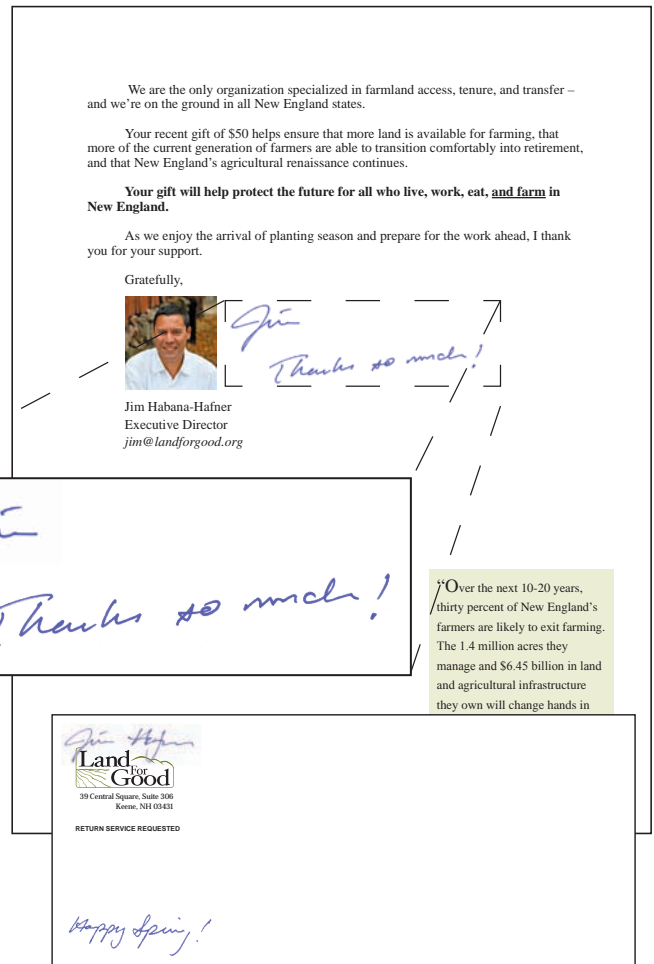 We are the only organization specialized in farmland access, tenure, and transfer –
and we're on the ground in all New England states.
Your recent gift of $50 helps ensure that more land is available for farming, that
more of the current generation of farmers are able to transition comfortably into retirement,
and that New England's agricultural renaissance continues.
Your gift will help protect the future for all who live, work, eat, and farm in
New England.
As we enjoy the arrival of planting season and prepare for the work ahead, I thank
you for your support.
Gratefully,
Jim
Thanks so much!
Jim Habana-Hafner
Executive Director
jim@landforgood.org
Thanks so much!
“Over the next 10-20 years,
thirty percent of New England's
farmers are likely to exit farming.
The 1.4 million acres they
manage and $6.45 billion in land
and agricultural infrastructure
they own will change hands in
Jim Hafner
Land
For
Good
39 Central Square, Suite 306
Keene, NH 03431
RETURN SERVICE REQUESTED
Happy Spring!